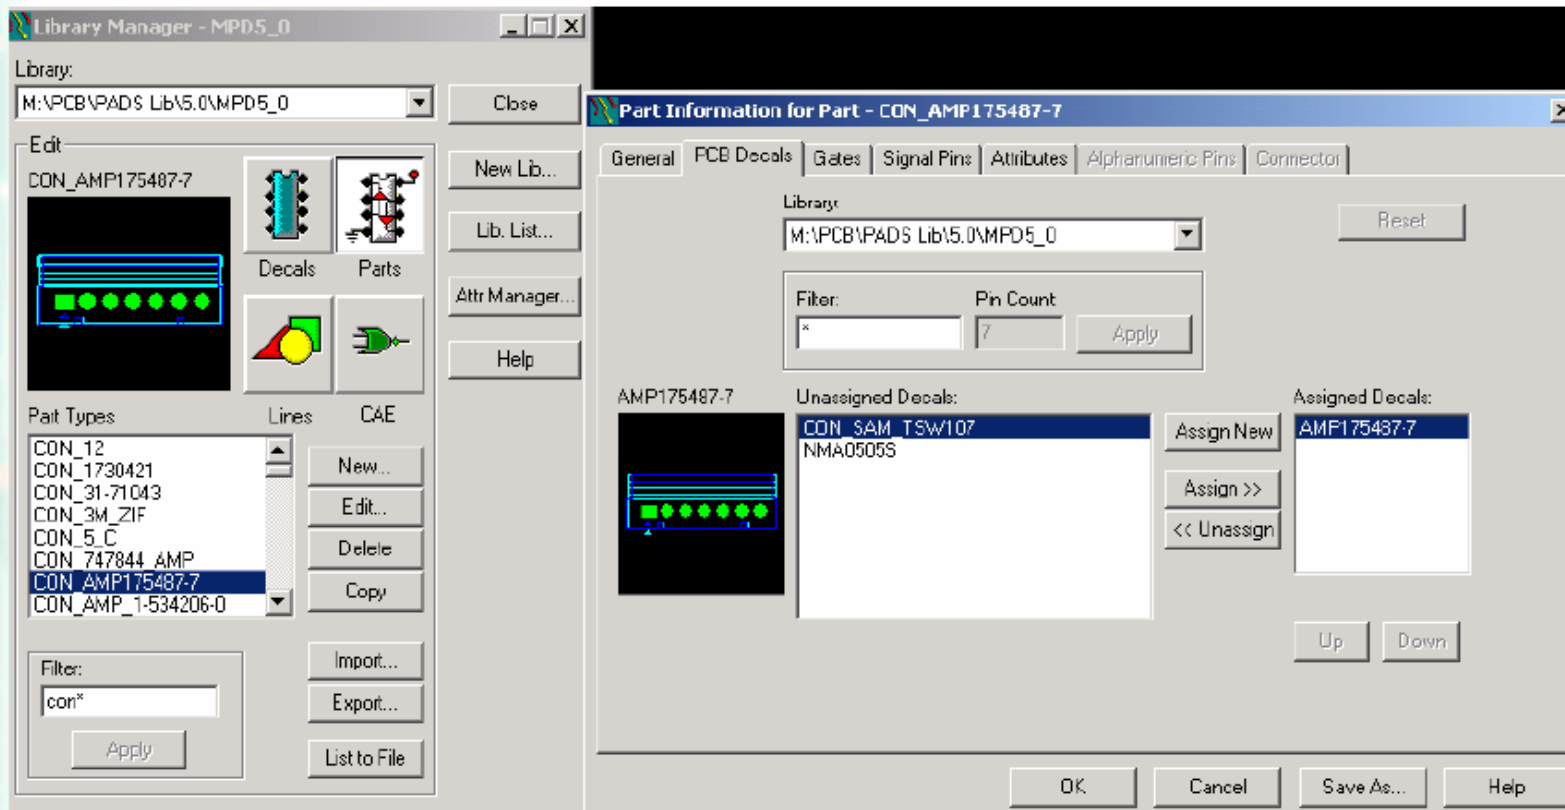 Library Manager - MPD5_0
Library:
M:\PCB\PADS Lib\5.0\MPD5_0
Close
Edit
CON_AMP175487-7
New Lib...
Lib. List...
Decals
Parts
Attr Manager...
Help
Part Types
Lines
CAE
CON_12
CON_1730421
CON_31-71043
CON_3M_ZIF
CON_5_C
CON_747844_AMP
CON_AMP175487-7
CON_AMP_1-534206-0
New...
Edit...
Delete
Copy
Import...
Export...
List to File
Filter:
con*
Apply
Part Information for Part - CON_AMP175487-7
General
PCB Decals
Gates
Signal Pins
Attributes
Alphanumeric Pins
Connector
Library:
M:\PCB\PADS Lib\5.0\MPD5_0
Reset
Filter:
Pin Count
*
7
Apply
AMP175487-7
Unassigned Decals:
Assigned Decals:
CON_SAM_TSW107
NMA0505S
Assign New
Assign >>
<< Unassign
AMP175487-7
Up
Down
OK
Cancel
Save As...
Help